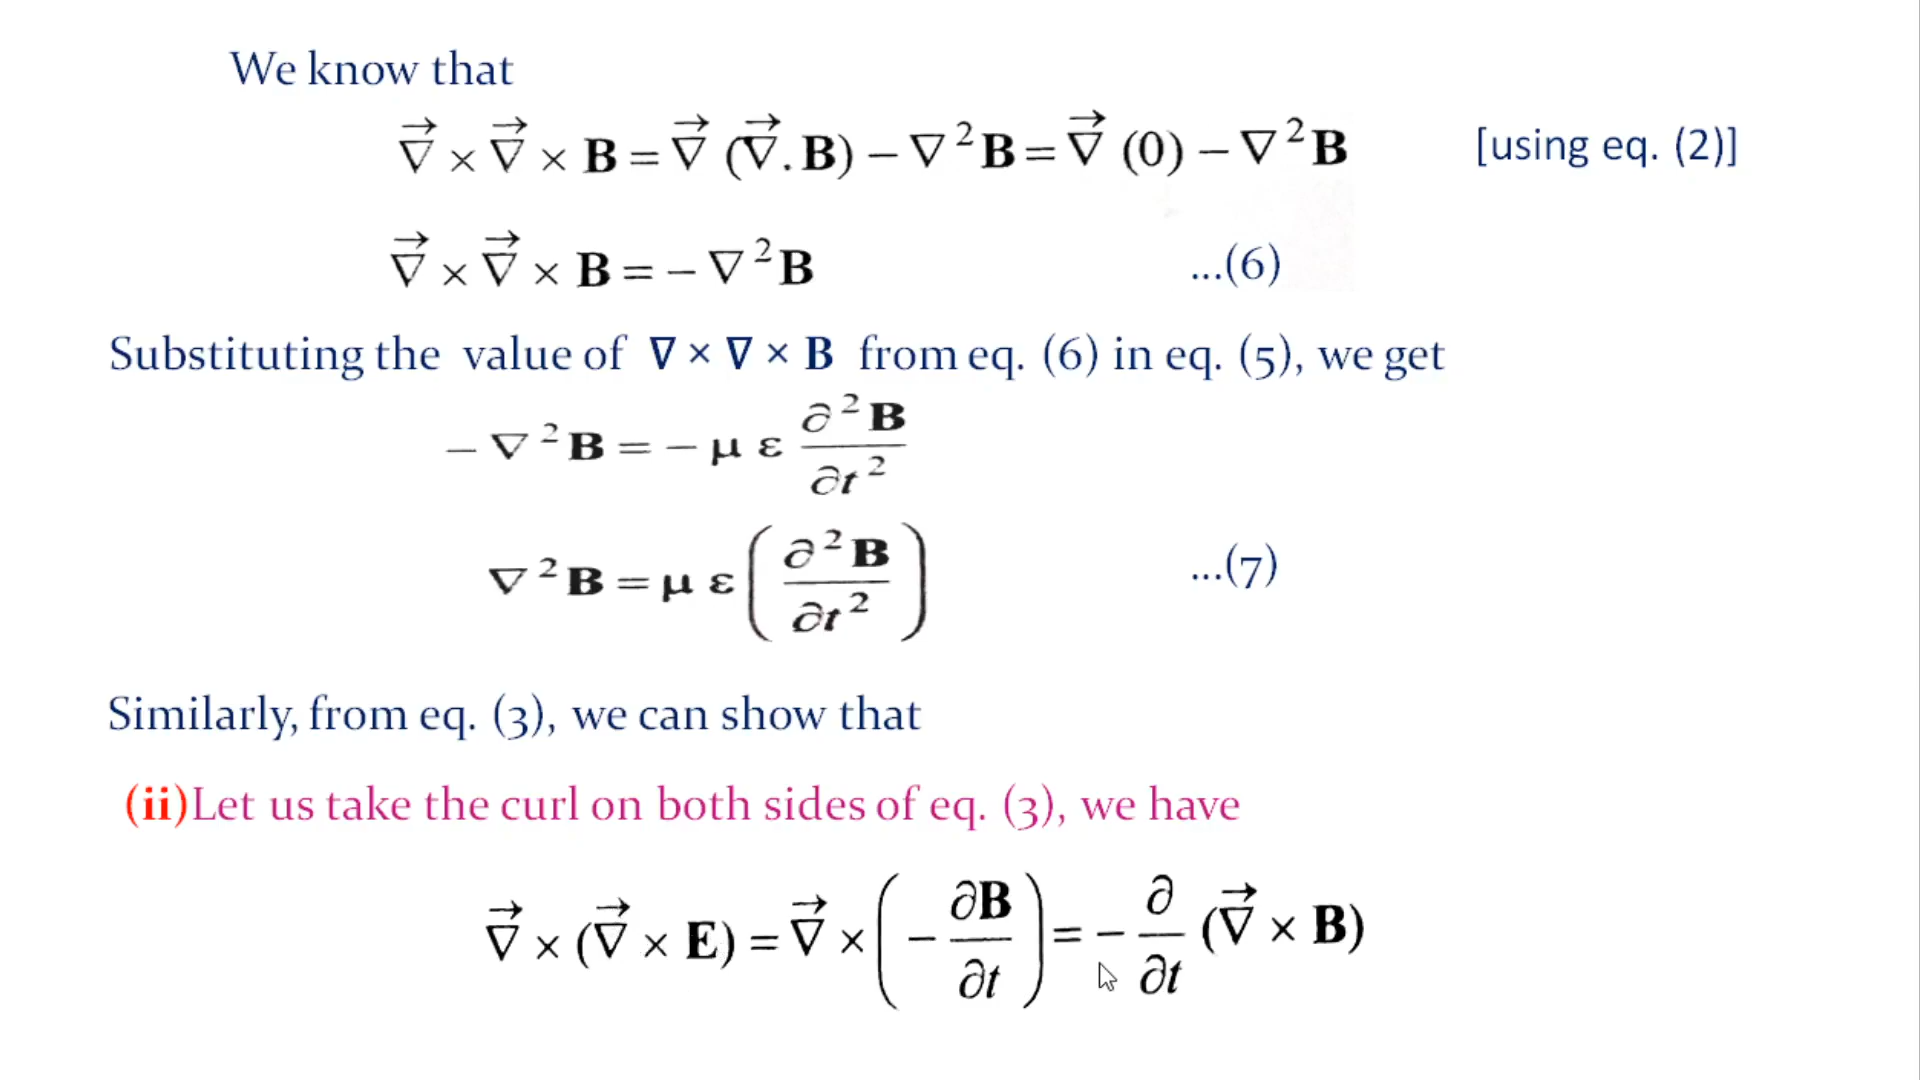 We know that
∇⃗ × ∇⃗ × B = ∇⃗ (∇⃗ . B) − ∇²B = ∇⃗ (0) − ∇²B [using eq. (2)]
∇⃗ × ∇⃗ × B = − ∇²B ...(6)
Substituting the value of ∇ × ∇ × B from eq. (6) in eq. (5), we get
− ∇²B = − μ ε ∂²B/∂t²
∇²B = μ ε (∂²B/∂t²) ...(7)
Similarly, from eq. (3), we can show that
(ii)Let us take the curl on both sides of eq. (3), we have
∇⃗ × (∇⃗ × E) = ∇⃗ × (− ∂B/∂t) = − ∂/∂t (∇⃗ × B)